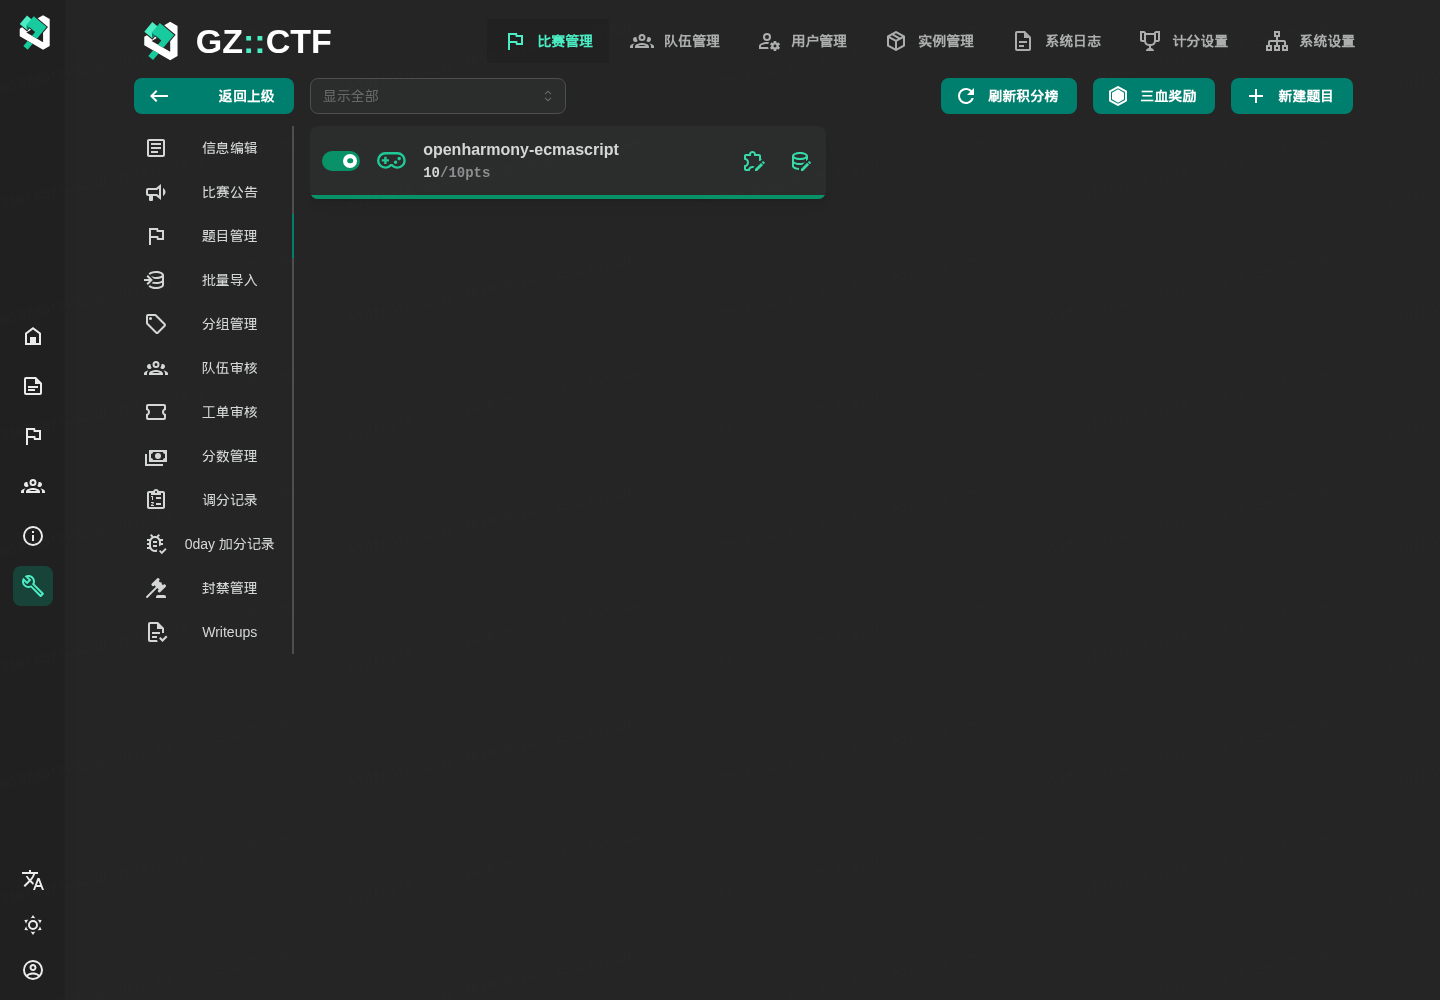 GZ::CTF
比赛管理
队伍管理
用户管理
实例管理
系统日志
计分设置
系统设置
返回上级
显示全部
刷新积分榜
三血奖励
新建题目
信息编辑
比赛公告
题目管理
批量导入
分组管理
队伍审核
工单审核
分数管理
调分记录
0day 加分记录
封禁管理
Writeups
openharmony-ecmascript
10/10pts